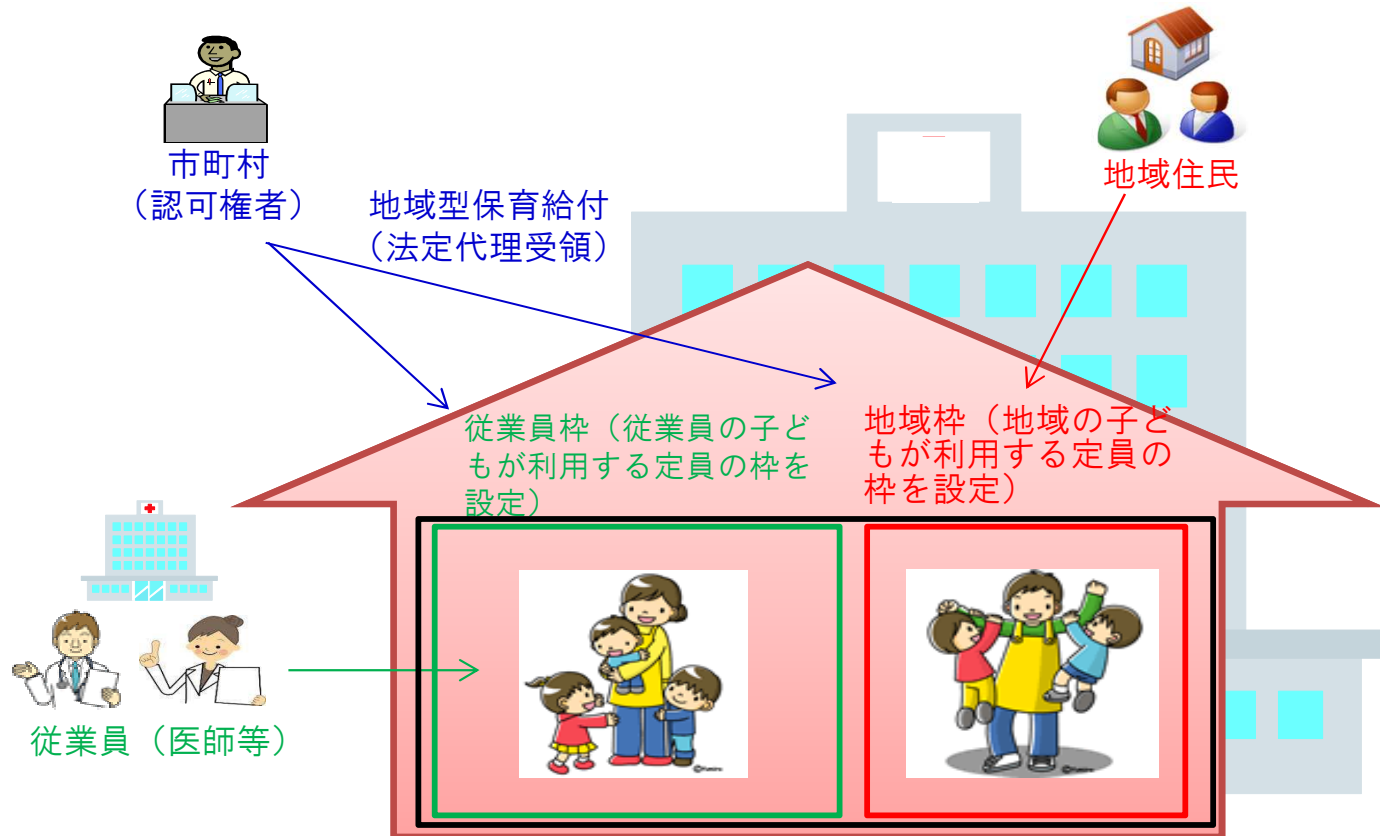 市町村
（認可権者）
地域型保育給付
（法定代理受領）
地域住民
従業員枠（従業員の子ど
もが利用する定員の枠を
設定）
地域枠（地域の子ど
もが利用する定員の
枠を設定）
従業員（医師等）